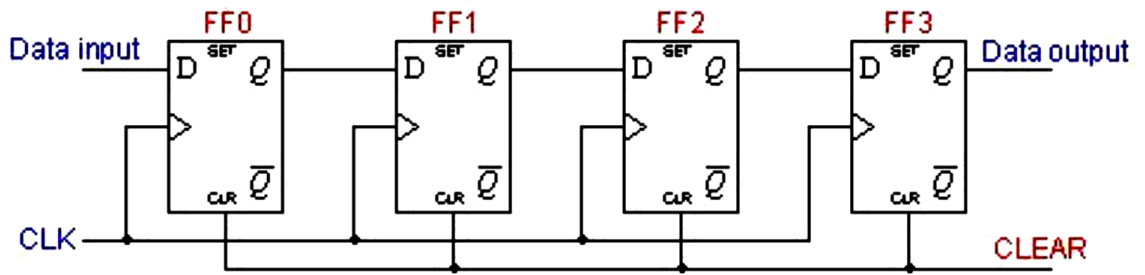 FF0 FF1 FF2 FF3
Data input Data output
SET SET SET SET
D Q D Q D Q D Q
Q̅ Q̅ Q̅ Q̅
CLR CLR CLR CLR
CLK
CLEAR